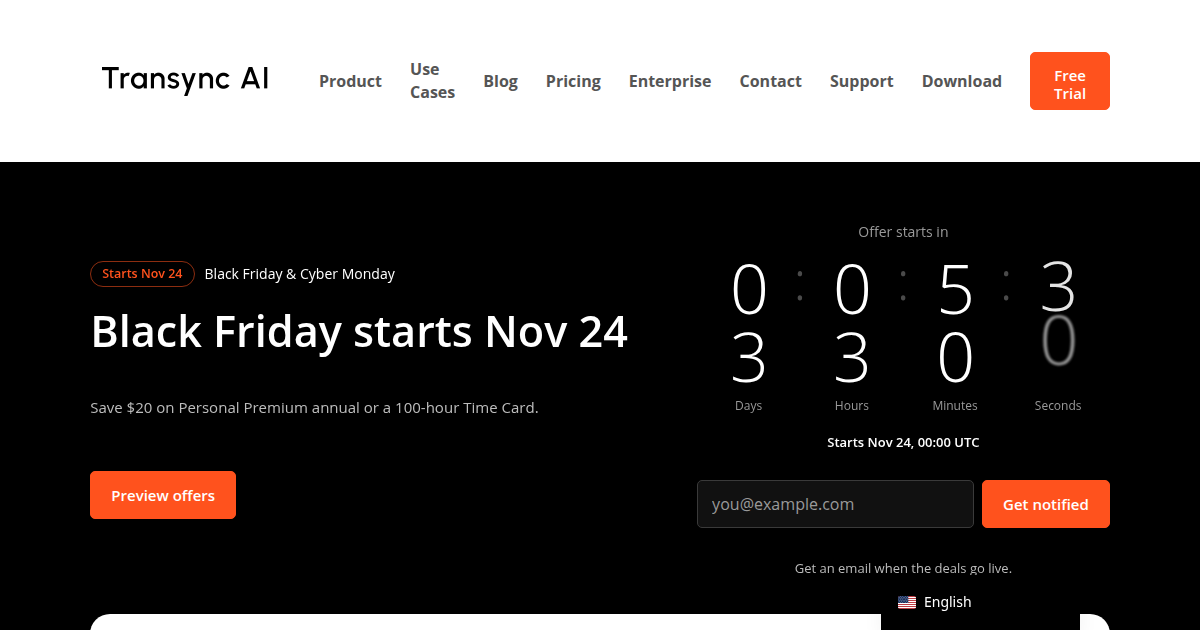 Transync AI
Product
Use
Cases
Blog
Pricing
Enterprise
Contact
Support
Download
Free
Trial
Starts Nov 24
Black Friday & Cyber Monday
Black Friday starts Nov 24
Save $20 on Personal Premium annual or a 100-hour Time Card.
Preview offers
Offer starts in
0 : 0 : 5 : 3
3 3 0 0
Days Hours Minutes Seconds
Starts Nov 24, 00:00 UTC
you@example.com
Get notified
Get an email when the deals go live.
English